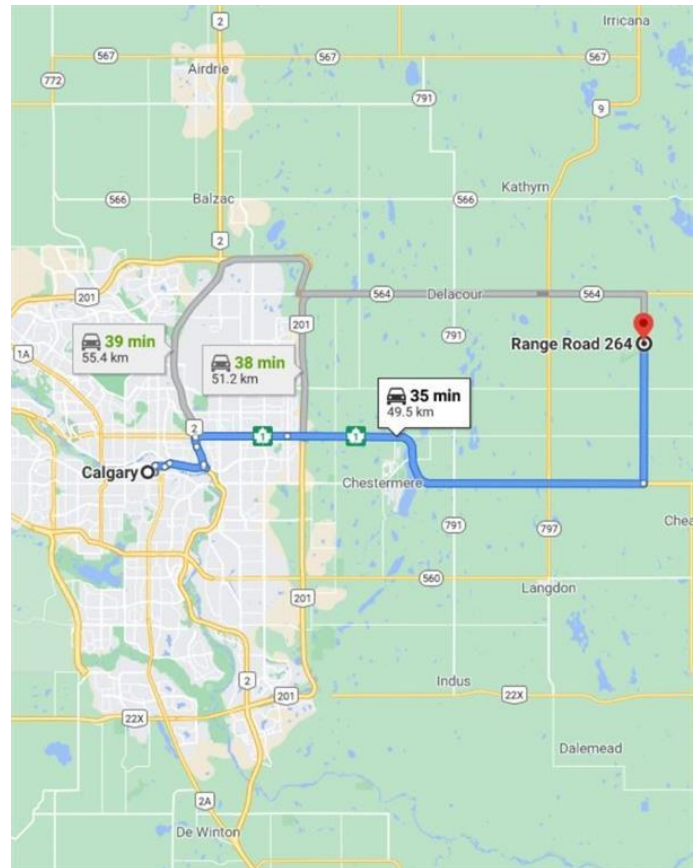 2
Irricana
567
567
567
Airdrie
772
791
9
Kathyrn
566
Balzac
566
2
201
564
Delacour
564
201
39 min
55.4 km
791
Range Road 264
1A
38 min
51.2 km
35 min
49.5 km
2
1
1
Calgary
Chestermere
Chea
791
797
560
Langdon
201
2
Indus
201
22X
22X
Dalemead
2A
De Winton